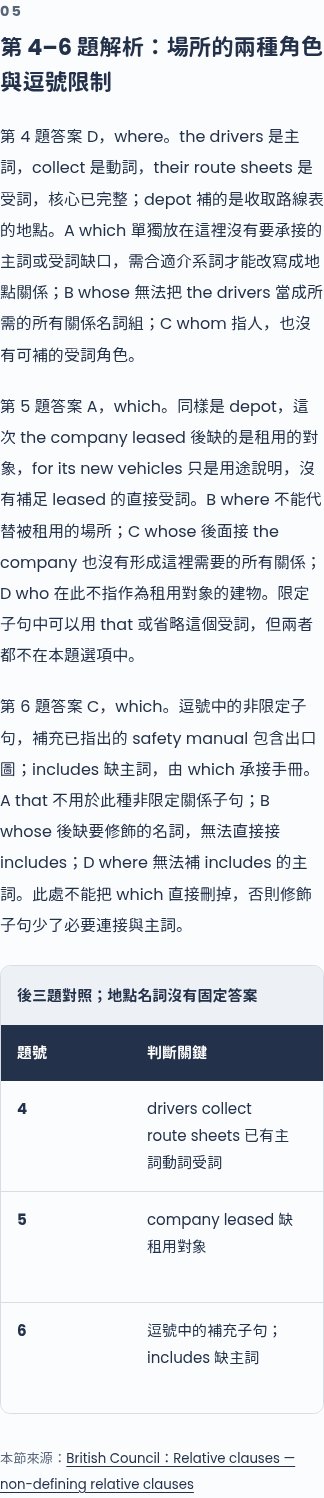 05
第 4–6 題解析：場所的兩種角色
與逗號限制
第 4 題答案 D，where。the drivers 是主
詞，collect 是動詞，their route sheets 是
受詞，核心已完整；depot 補的是收取路線表
的地點。A which 單獨放在這裡沒有要承接的
主詞或受詞缺口，需合適介系詞才能改寫成地
點關係；B whose 無法把 the drivers 當成所
需的所有關係名詞組；C whom 指人，也沒
有可補的受詞角色。
第 5 題答案 A，which。同樣是 depot，這
次 the company leased 後缺的是租用的對
象，for its new vehicles 只是用途說明，沒
有補足 leased 的直接受詞。B where 不能代
替被租用的場所；C whose 後面接 the
company 也沒有形成這裡需要的所有關係；
D who 在此不指作為租用對象的建物。限定
子句中可以用 that 或省略這個受詞，但兩者
都不在本題選項中。
第 6 題答案 C，which。逗號中的非限定子
句，補充已指出的 safety manual 包含出口
圖；includes 缺主詞，由 which 承接手冊。
A that 不用於此種非限定關係子句；B
whose 後缺要修飾的名詞，無法直接接
includes；D where 無法補 includes 的主
詞。此處不能把 which 直接刪掉，否則修飾
子句少了必要連接與主詞。
後三題對照；地點名詞沒有固定答案
題號 判斷關鍵
4 drivers collect
route sheets 已有主
詞動詞受詞
5 company leased 缺
租用對象
6 逗號中的補充子句；
includes 缺主詞
本節來源：British Council：Relative clauses —
non-defining relative clauses